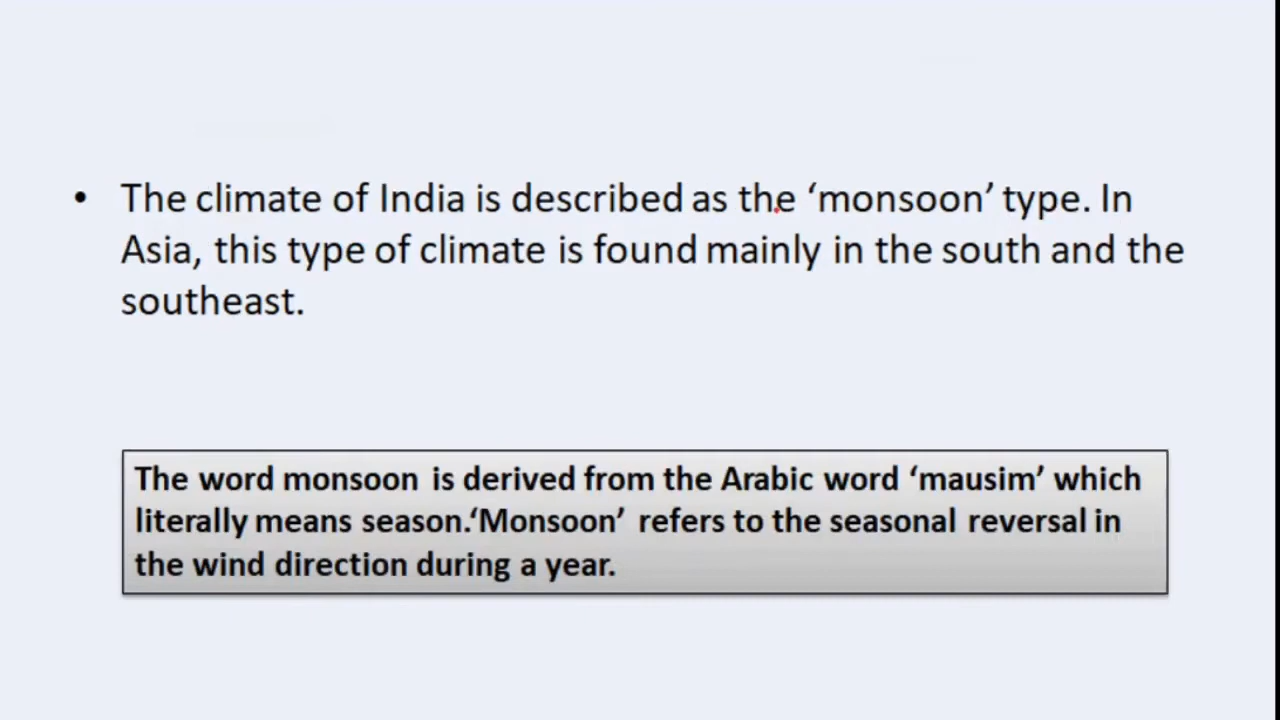 • The climate of India is described as the ‘monsoon’ type. In
Asia, this type of climate is found mainly in the south and the
southeast.
The word monsoon is derived from the Arabic word ‘mausim’ which
literally means season.‘Monsoon’ refers to the seasonal reversal in
the wind direction during a year.